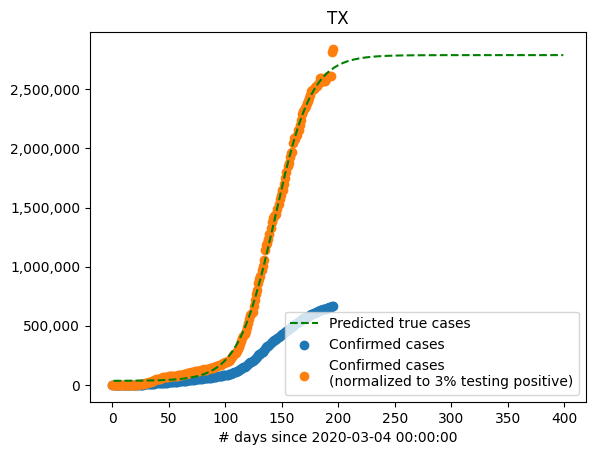 TX
2,500,000
2,000,000
1,500,000
1,000,000
500,000
0
Predicted true cases
Confirmed cases
Confirmed cases
(normalized to 3% testing positive)
0 50 100 150 200 250 300 350 400
# days since 2020-03-04 00:00:00